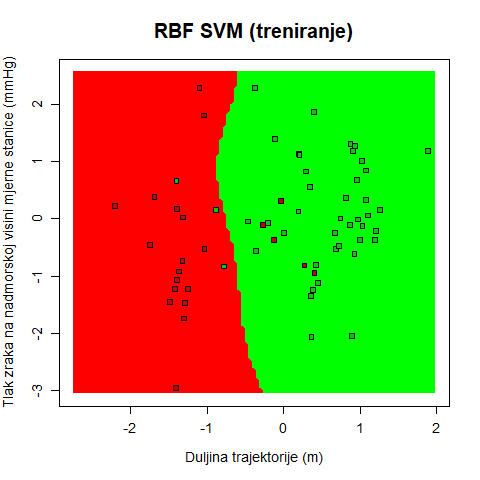 RBF SVM (treniranje)
Tlak zraka na nadmorskoj visini mjerne stanice (mmHg)
2
1
0
-1
-2
-3
-2 -1 0 1 2
Duljina trajektorije (m)